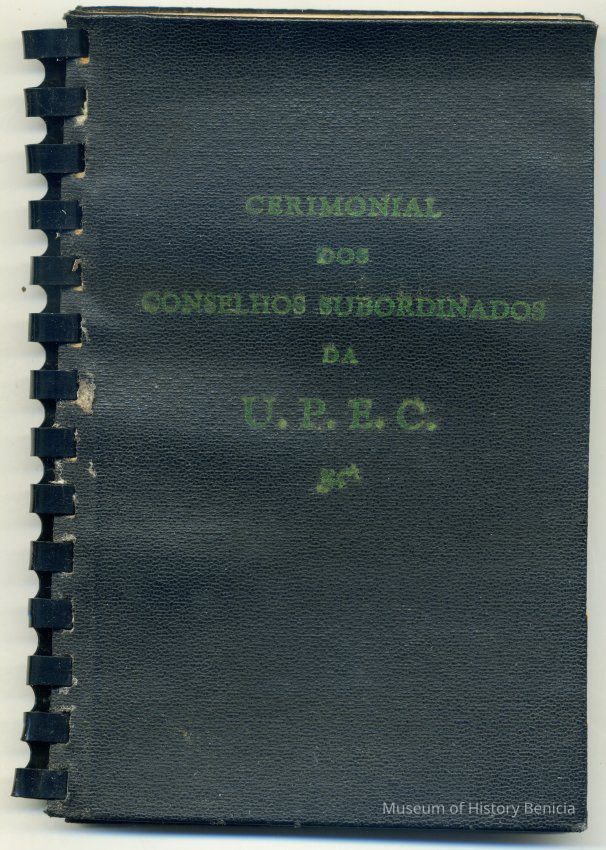 CERIMONIAL
DOS
CONSELHOS SUBORDINADOS
DA
U. P. E. C.
Museum of History Benicia